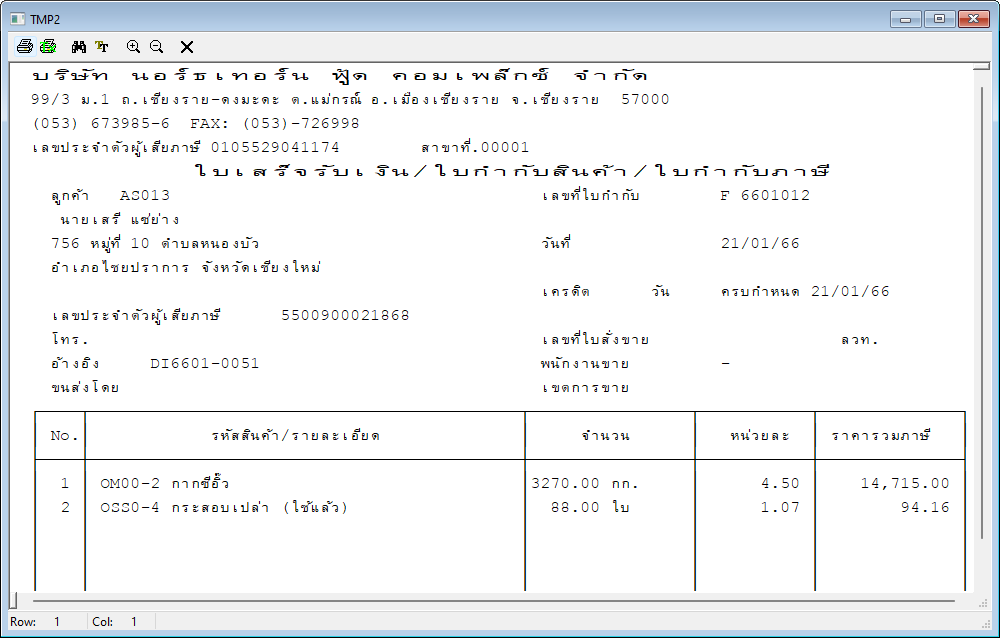 TMP2
บริษัท นอร์ธเทอร์น ฟู้ด คอมเพล็กซ์ จำกัด
99/3 ม.1 ถ.เชียงราย-ดงมะดะ ต.แม่กรณ์ อ.เมืองเชียงราย จ.เชียงราย 57000
(053) 673985-6 FAX: (053)-726998
เลขประจำตัวผู้เสียภาษี 0105529041174 สาขาที่.00001
ใบเสร็จรับเงิน/ใบกำกับสินค้า/ใบกำกับภาษี
ลูกค้า AS013 เลขที่ใบกำกับ F 6601012
นายเสรี แซ่ย่าง
756 หมู่ที่ 10 ตำบลหนองบัว วันที่ 21/01/66
อำเภอไชยปราการ จังหวัดเชียงใหม่
เครดิต วัน ครบกำหนด 21/01/66
เลขประจำตัวผู้เสียภาษี 5500900021868
โทร. เลขที่ใบสั่งขาย ลวท.
อ้างอิง DI6601-0051 พนักงานขาย -
ขนส่งโดย เขตการขาย
No. รหัสสินค้า/รายละเอียด จำนวน หน่วยละ ราคารวมภาษี
1 OM00-2 กากซีอิ๊ว 3270.00 กก. 4.50 14,715.00
2 OSS0-4 กระสอบเปล่า (ใช้แล้ว) 88.00 ใบ 1.07 94.16
Row: 1 Col: 1